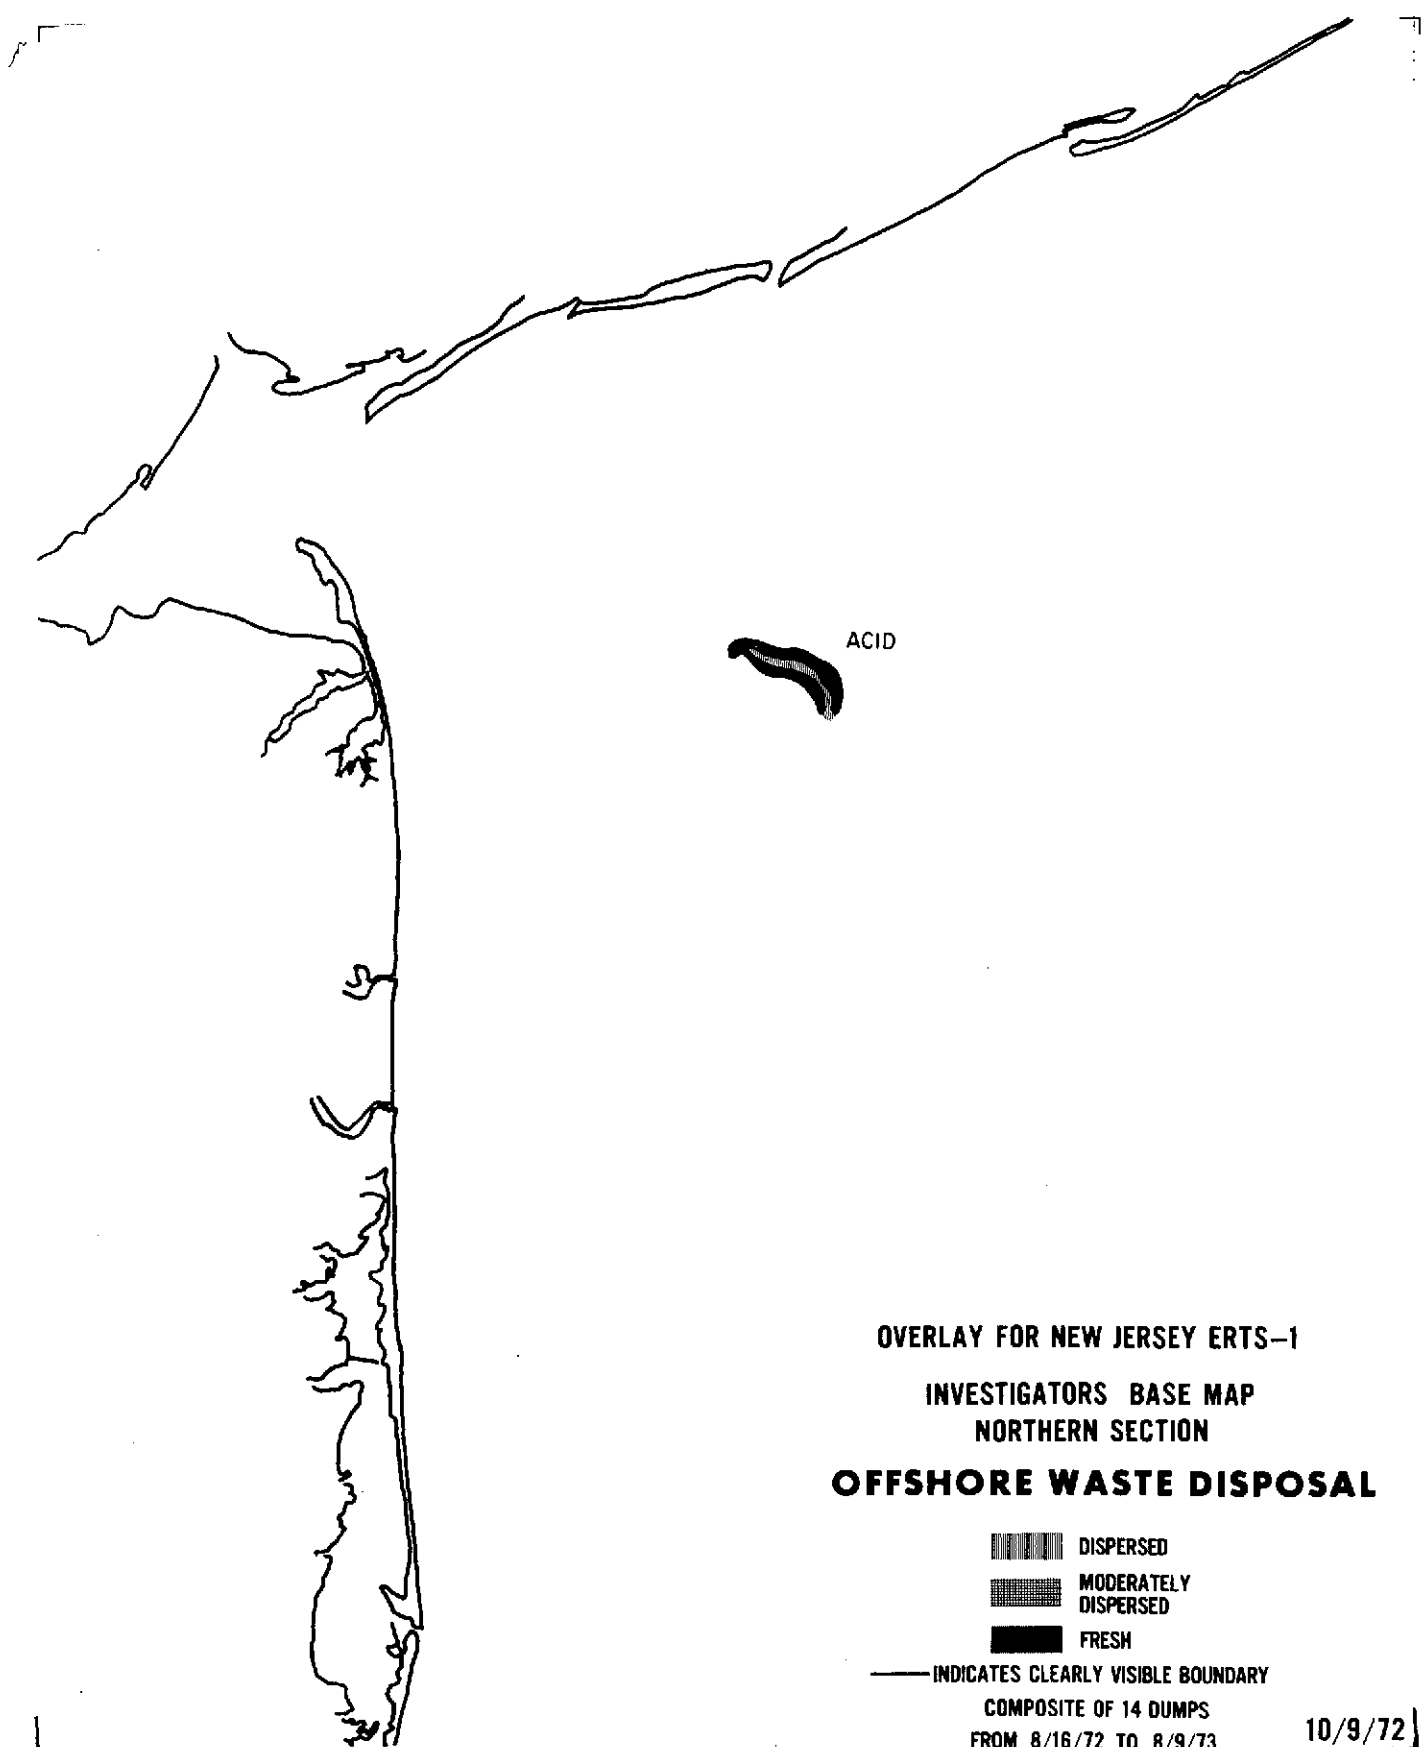 ACID
OVERLAY FOR NEW JERSEY ERTS-1
INVESTIGATORS BASE MAP
NORTHERN SECTION
OFFSHORE WASTE DISPOSAL
DISPERSED
MODERATELY
DISPERSED
FRESH
INDICATES CLEARLY VISIBLE BOUNDARY
COMPOSITE OF 14 DUMPS
FROM 8/16/72 TO 8/9/73
10/9/72